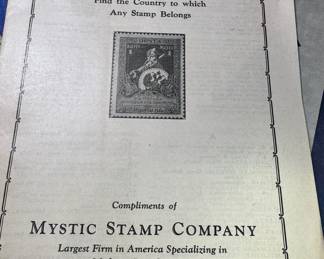 Find the Country to which
Any Stamp Belongs
Compliments of
MYSTIC STAMP COMPANY
Largest Firm in America Specializing in